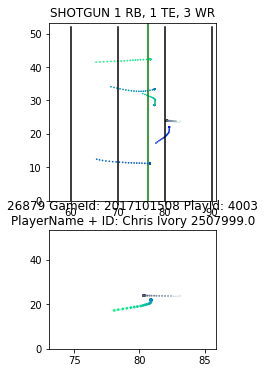 SHOTGUN 1 RB, 1 TE, 3 WR
50
40
30
20
10
0
60 70 80 90
26879 GameId: 2017101508 PlayId: 4003
PlayerName + ID: Chris Ivory 2507999.0
40
20
0
75 80 85